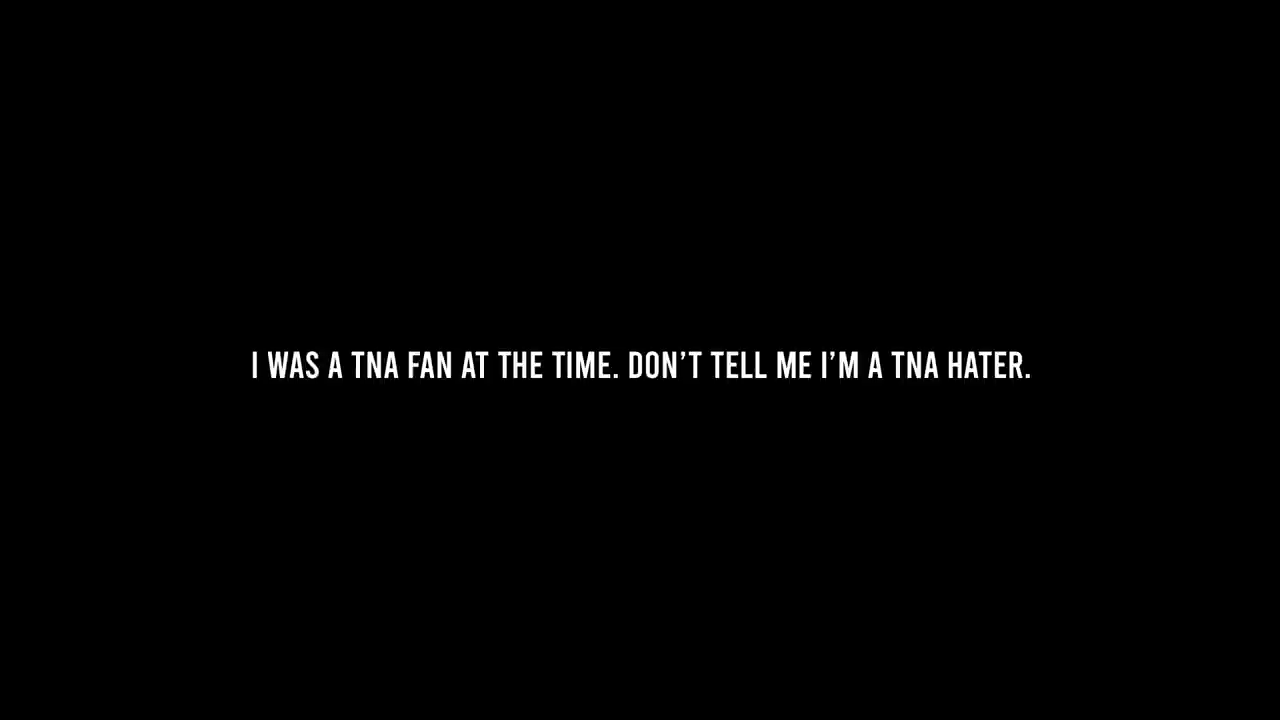 I WAS A TNA FAN AT THE TIME. DON’T TELL ME I’M A TNA HATER.